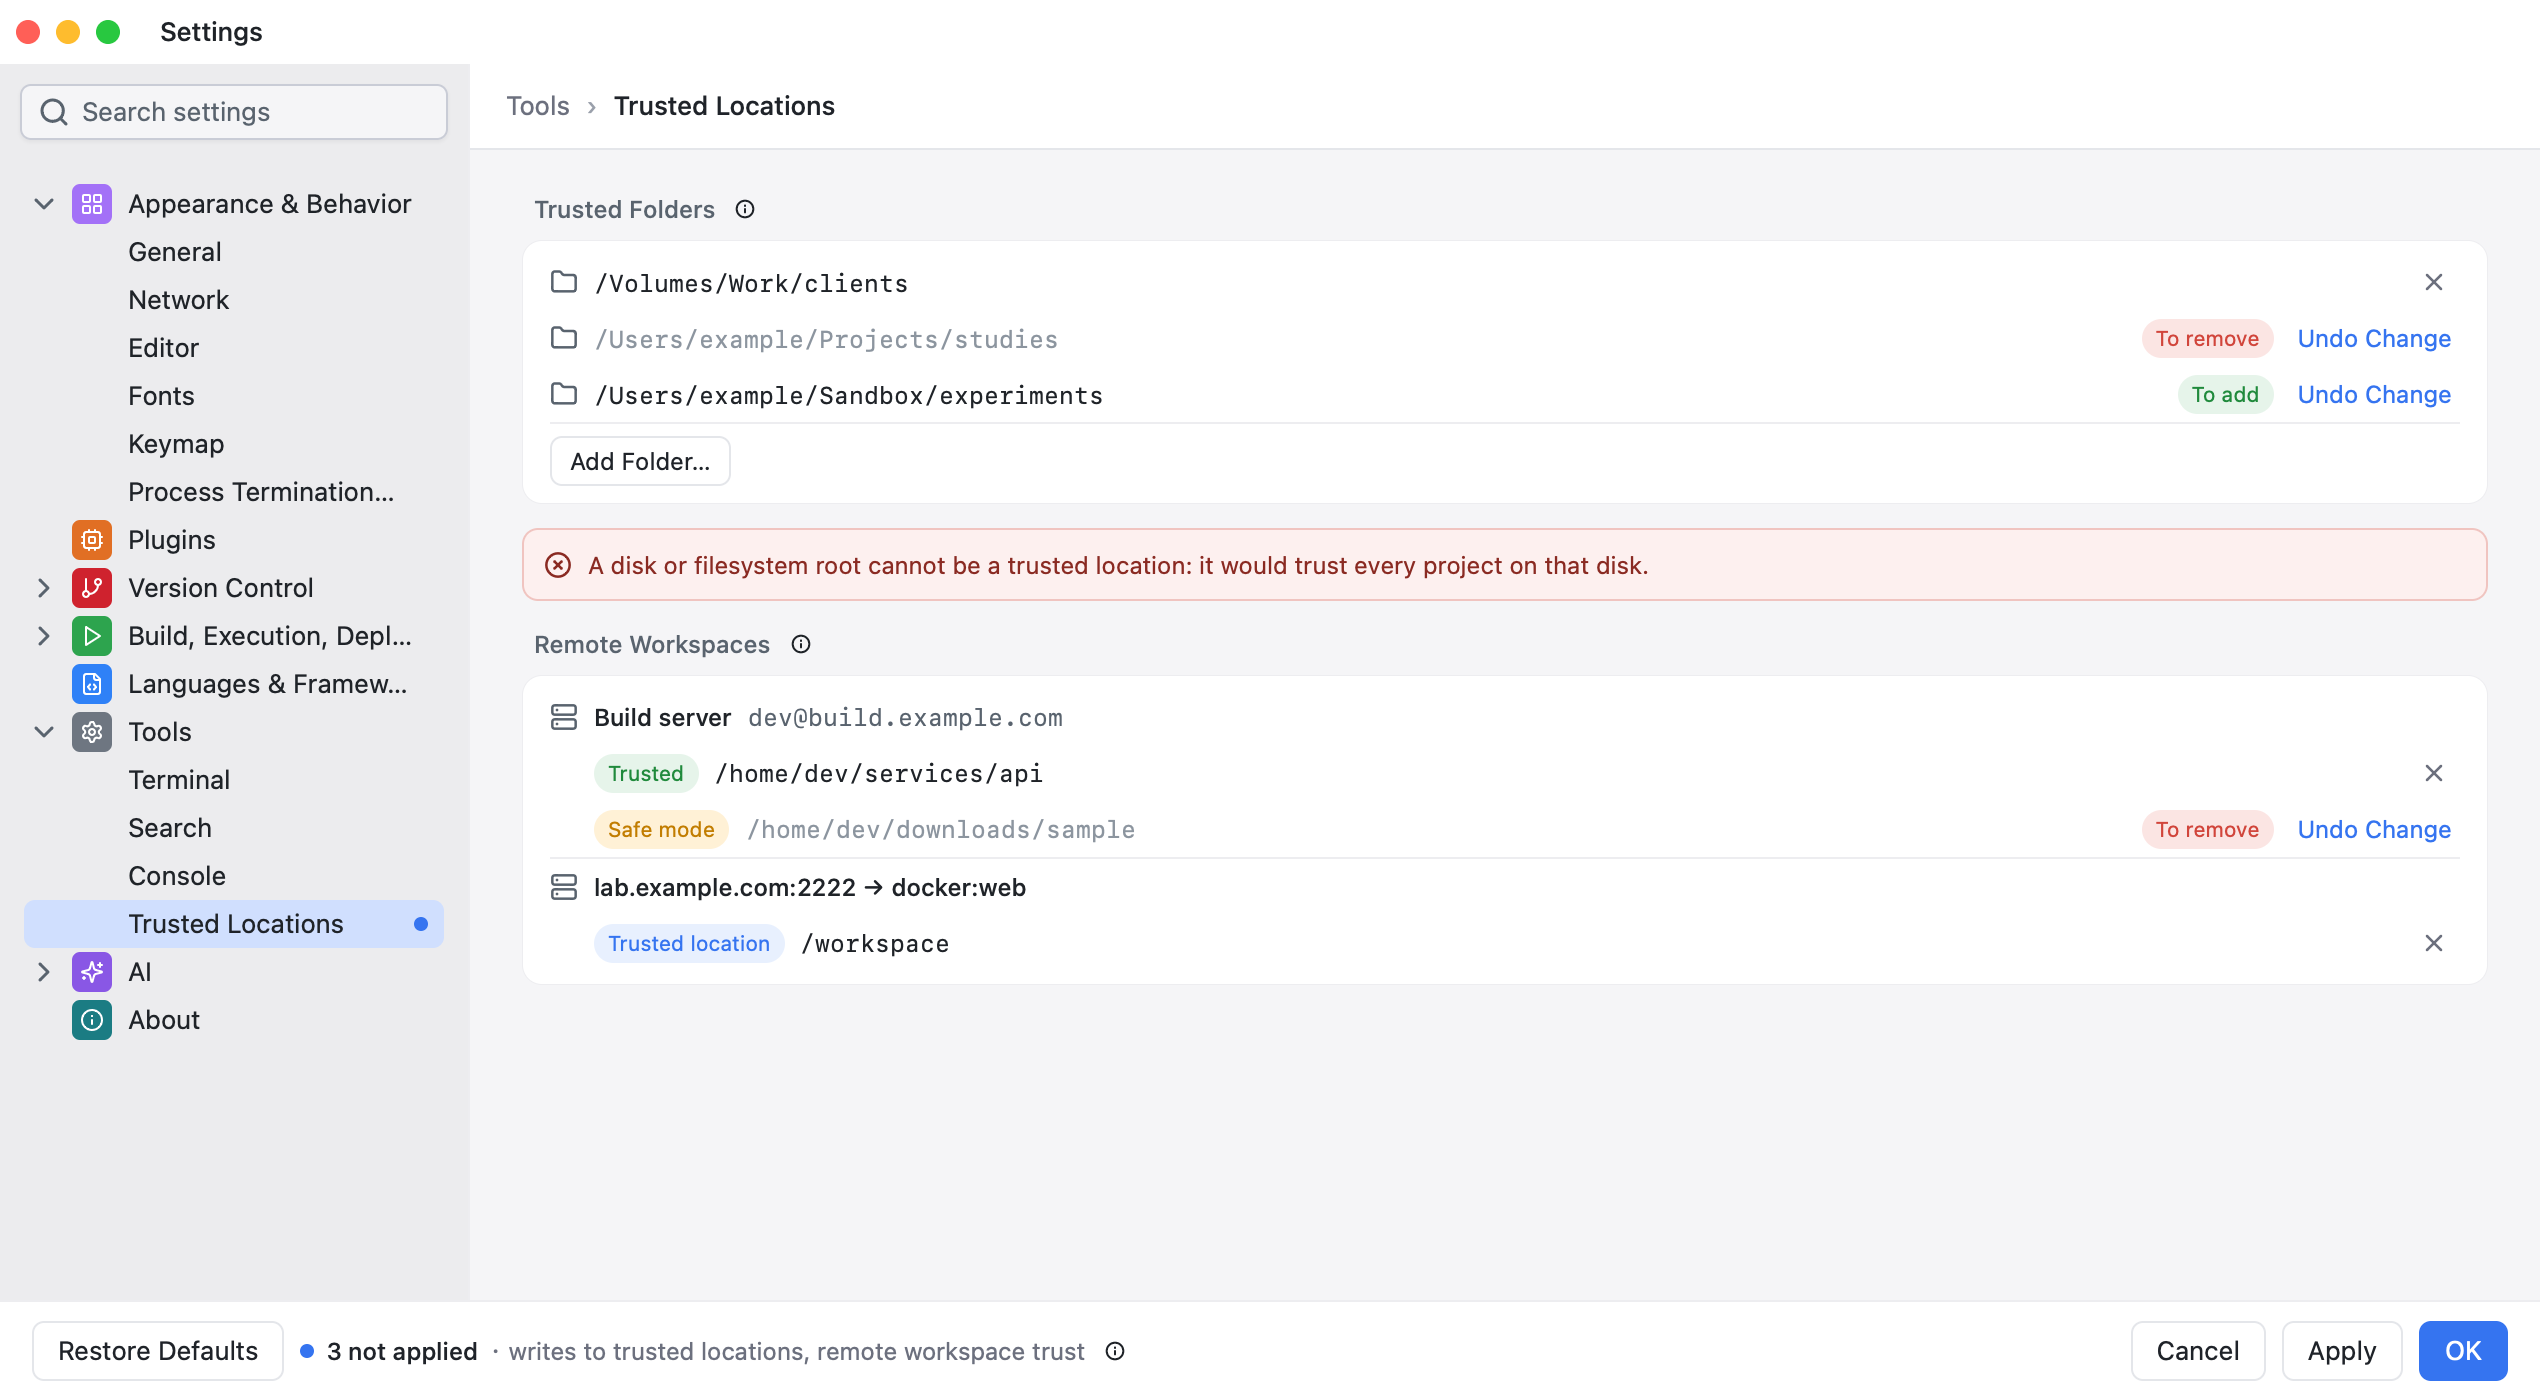 Settings
Search settings
Appearance & Behavior
General
Network
Editor
Fonts
Keymap
Process Termination...
Plugins
Version Control
Build, Execution, Depl...
Languages & Framew...
Tools
Terminal
Search
Console
Trusted Locations
AI
About
Tools › Trusted Locations
Trusted Folders
/Volumes/Work/clients
/Users/example/Projects/studies To remove Undo Change
/Users/example/Sandbox/experiments To add Undo Change
Add Folder...
A disk or filesystem root cannot be a trusted location: it would trust every project on that disk.
Remote Workspaces
Build server dev@build.example.com
Trusted /home/dev/services/api
Safe mode /home/dev/downloads/sample To remove Undo Change
lab.example.com:2222 → docker:web
Trusted location /workspace
Restore Defaults 3 not applied · writes to trusted locations, remote workspace trust Cancel Apply OK